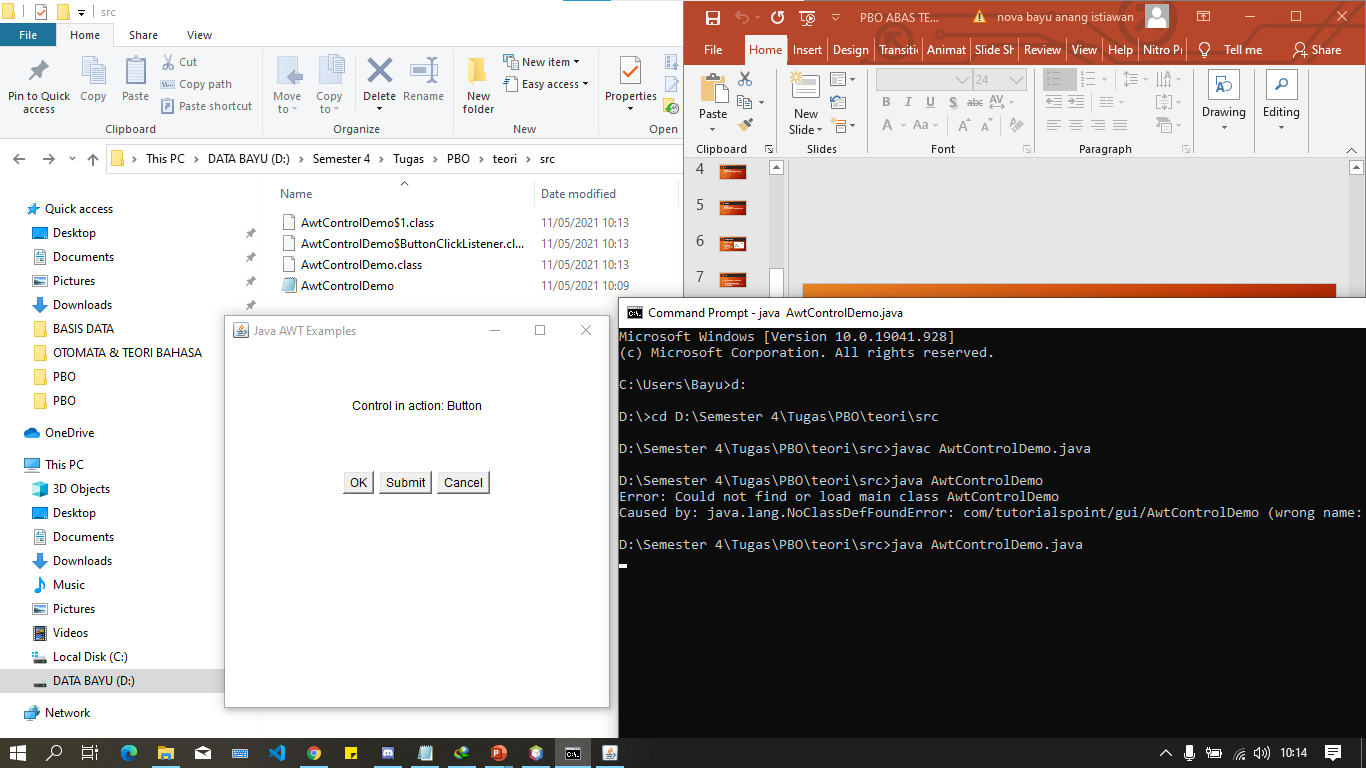 src
File
Home
Share
View
Pin to Quick access
Copy
Paste
Cut
Copy path
Paste shortcut
Clipboard
Move to
Copy to
Delete
Rename
Organize
New folder
New item
Easy access
New
Properties
Open
This PC > DATA BAYU (D:) > Semester 4 > Tugas > PBO > teori > src
Name
Date modified
AwtControlDemo$1.class 11/05/2021 10:13
AwtControlDemo$ButtonClickListener.cl... 11/05/2021 10:13
AwtControlDemo.class 11/05/2021 10:13
AwtControlDemo 11/05/2021 10:09
Quick access
Desktop
Documents
Pictures
Downloads
BASIS DATA
OTOMATA & TEORI BAHASA
PBO
PBO
OneDrive
This PC
3D Objects
Desktop
Documents
Downloads
Music
Pictures
Videos
Local Disk (C:)
DATA BAYU (D:)
Network
Java AWT Examples
Control in action: Button
OK
Submit
Cancel
PBO ABAS TE...
nova bayu anang istiawan
File
Home
Insert
Design
Transiti
Animat
Slide Sh
Review
View
Help
Nitro Pr
Tell me
Share
Paste
Clipboard
New Slide
Slides
24
B I U S abc AV
A Aa A A
Font
Paragraph
Drawing
Editing
4
5
6
7
Command Prompt - java AwtControlDemo.java
Microsoft Windows [Version 10.0.19041.928]
(c) Microsoft Corporation. All rights reserved.
C:\Users\Bayu>d:
D:\>cd D:\Semester 4\Tugas\PBO\teori\src
D:\Semester 4\Tugas\PBO\teori\src>javac AwtControlDemo.java
D:\Semester 4\Tugas\PBO\teori\src>java AwtControlDemo
Error: Could not find or load main class AwtControlDemo
Caused by: java.lang.NoClassDefFoundError: com/tutorialspoint/gui/AwtControlDemo (wrong name:
D:\Semester 4\Tugas\PBO\teori\src>java AwtControlDemo.java
10:14